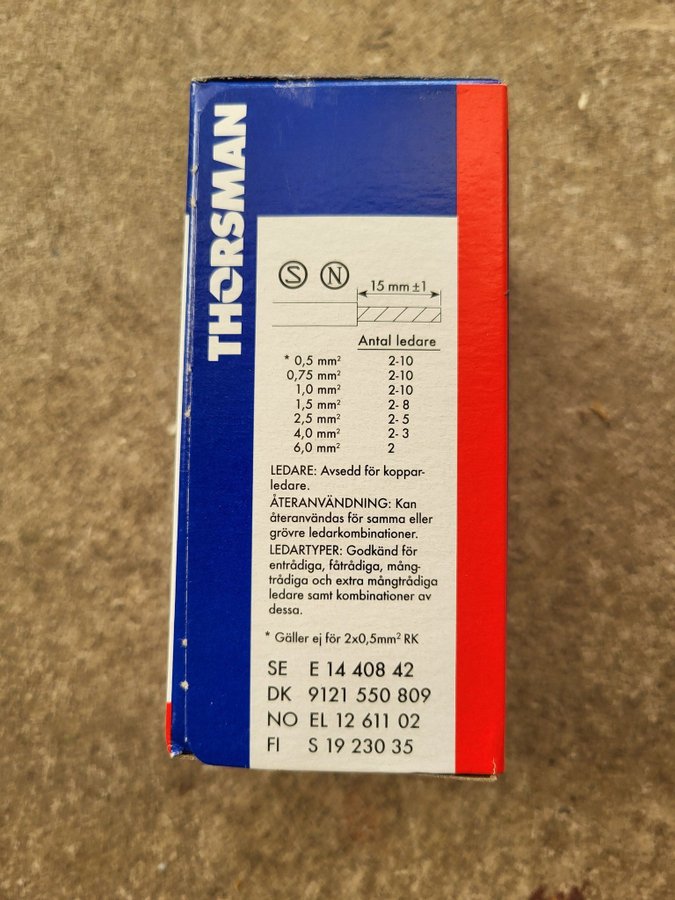 THORSMAN
S N
15 mm ±1
Antal ledare
* 0,5 mm² 2-10
0,75 mm² 2-10
1,0 mm² 2-10
1,5 mm² 2- 8
2,5 mm² 2- 5
4,0 mm² 2- 3
6,0 mm² 2
LEDARE: Avsedd för koppar-
ledare.
ÅTERANVÄNDNING: Kan
återanvändas för samma eller
grövre ledarkombinationer.
LEDARTYPER: Godkänd för
entrådiga, fåtrådiga, mång-
trådiga och extra mångtrådiga
ledare samt kombinationer av
dessa.
* Gäller ej för 2x0,5mm² RK
SE E 14 408 42
DK 9121 550 809
NO EL 12 611 02
FI S 19 230 35